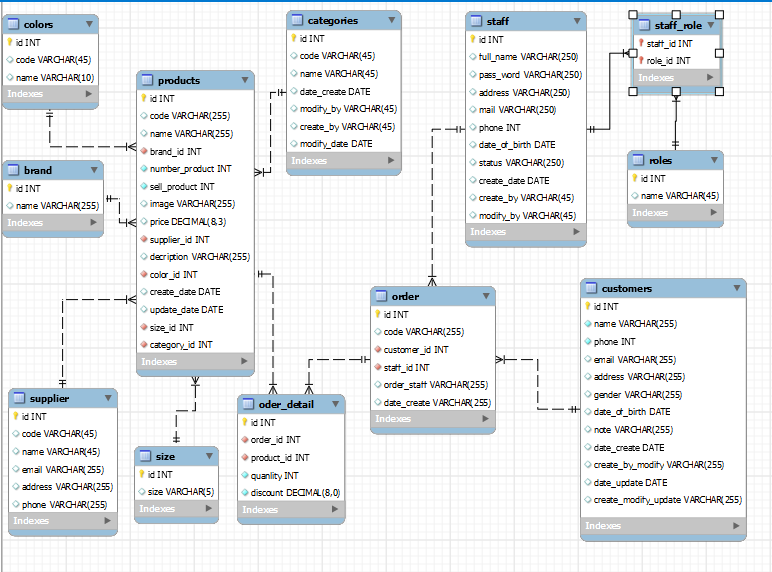 colors
id INT
code VARCHAR(45)
name VARCHAR(10)
Indexes
brand
id INT
name VARCHAR(255)
Indexes
products
id INT
code VARCHAR(255)
name VARCHAR(255)
brand_id INT
number_product INT
sell_product INT
image VARCHAR(255)
price DECIMAL(8,3)
supplier_id INT
decription VARCHAR(255)
color_id INT
create_date DATE
update_date DATE
size_id INT
category_id INT
Indexes
categories
id INT
code VARCHAR(45)
name VARCHAR(45)
date_create DATE
modify_by VARCHAR(45)
create_by VARCHAR(45)
modify_date DATE
Indexes
staff
id INT
full_name VARCHAR(250)
pass_word VARCHAR(250)
address VARCHAR(250)
mail VARCHAR(250)
phone INT
date_of_birth DATE
status VARCHAR(250)
create_date DATE
create_by VARCHAR(45)
modify_by VARCHAR(45)
Indexes
staff_role
staff_id INT
role_id INT
Indexes
roles
id INT
name VARCHAR(45)
Indexes
supplier
id INT
code VARCHAR(45)
name VARCHAR(45)
email VARCHAR(255)
address VARCHAR(255)
phone VARCHAR(255)
Indexes
size
id INT
size VARCHAR(5)
Indexes
oder_detail
id INT
order_id INT
product_id INT
quanlity INT
discount DECIMAL(8,0)
Indexes
order
id INT
code VARCHAR(255)
customer_id INT
staff_id INT
order_staff VARCHAR(255)
date_create VARCHAR(255)
Indexes
customers
id INT
name VARCHAR(255)
phone INT
email VARCHAR(255)
address VARCHAR(255)
gender VARCHAR(255)
date_of_birth DATE
note VARCHAR(255)
date_create DATE
create_by_modify VARCHAR(255)
date_update DATE
create_modify_update VARCHAR(255)
Indexes